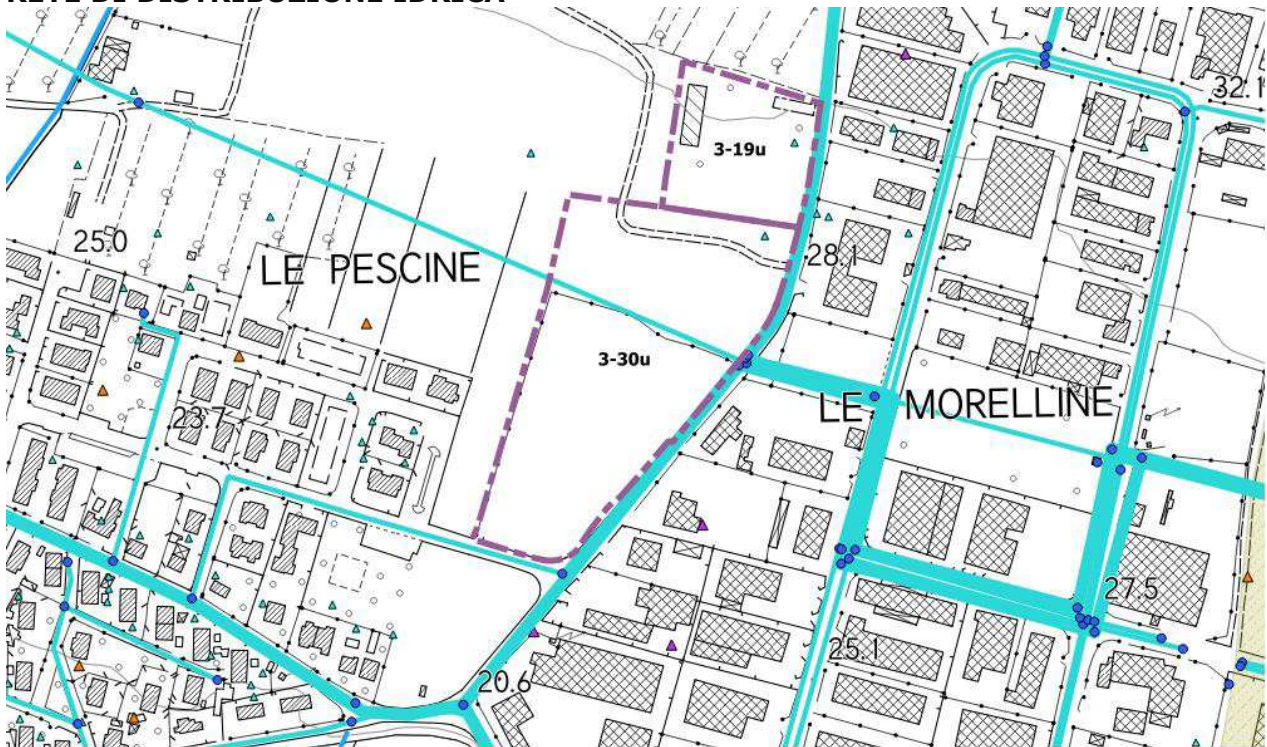 RETE DI DISTRIBUZIONE IDRICA
32.1
3-19u
25.0
28.1
LE PESCINE
3-30u
LE MORELLINE
23.7
27.5
25.1
20.6